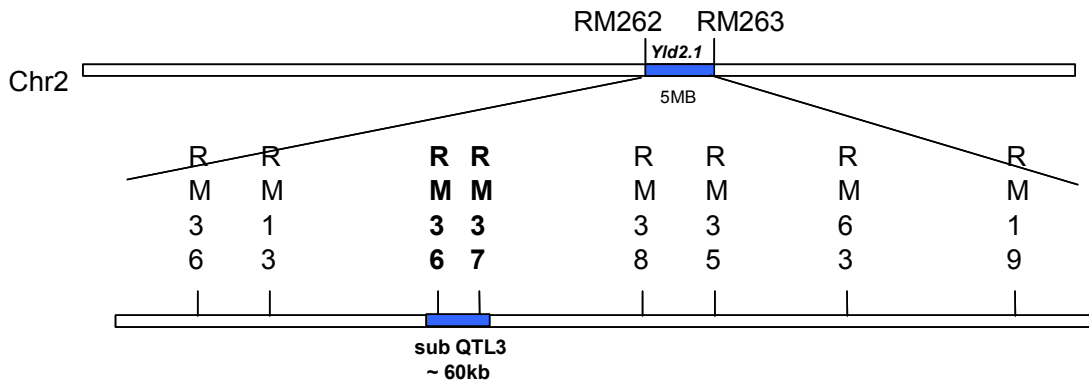 RM262 RM263
Yld2.1
Chr2
5MB
R R R R R R R R
M M M M M M M M
3 1 3 3 3 3 6 1
6 3 6 7 8 5 3 9
sub QTL3
~ 60kb